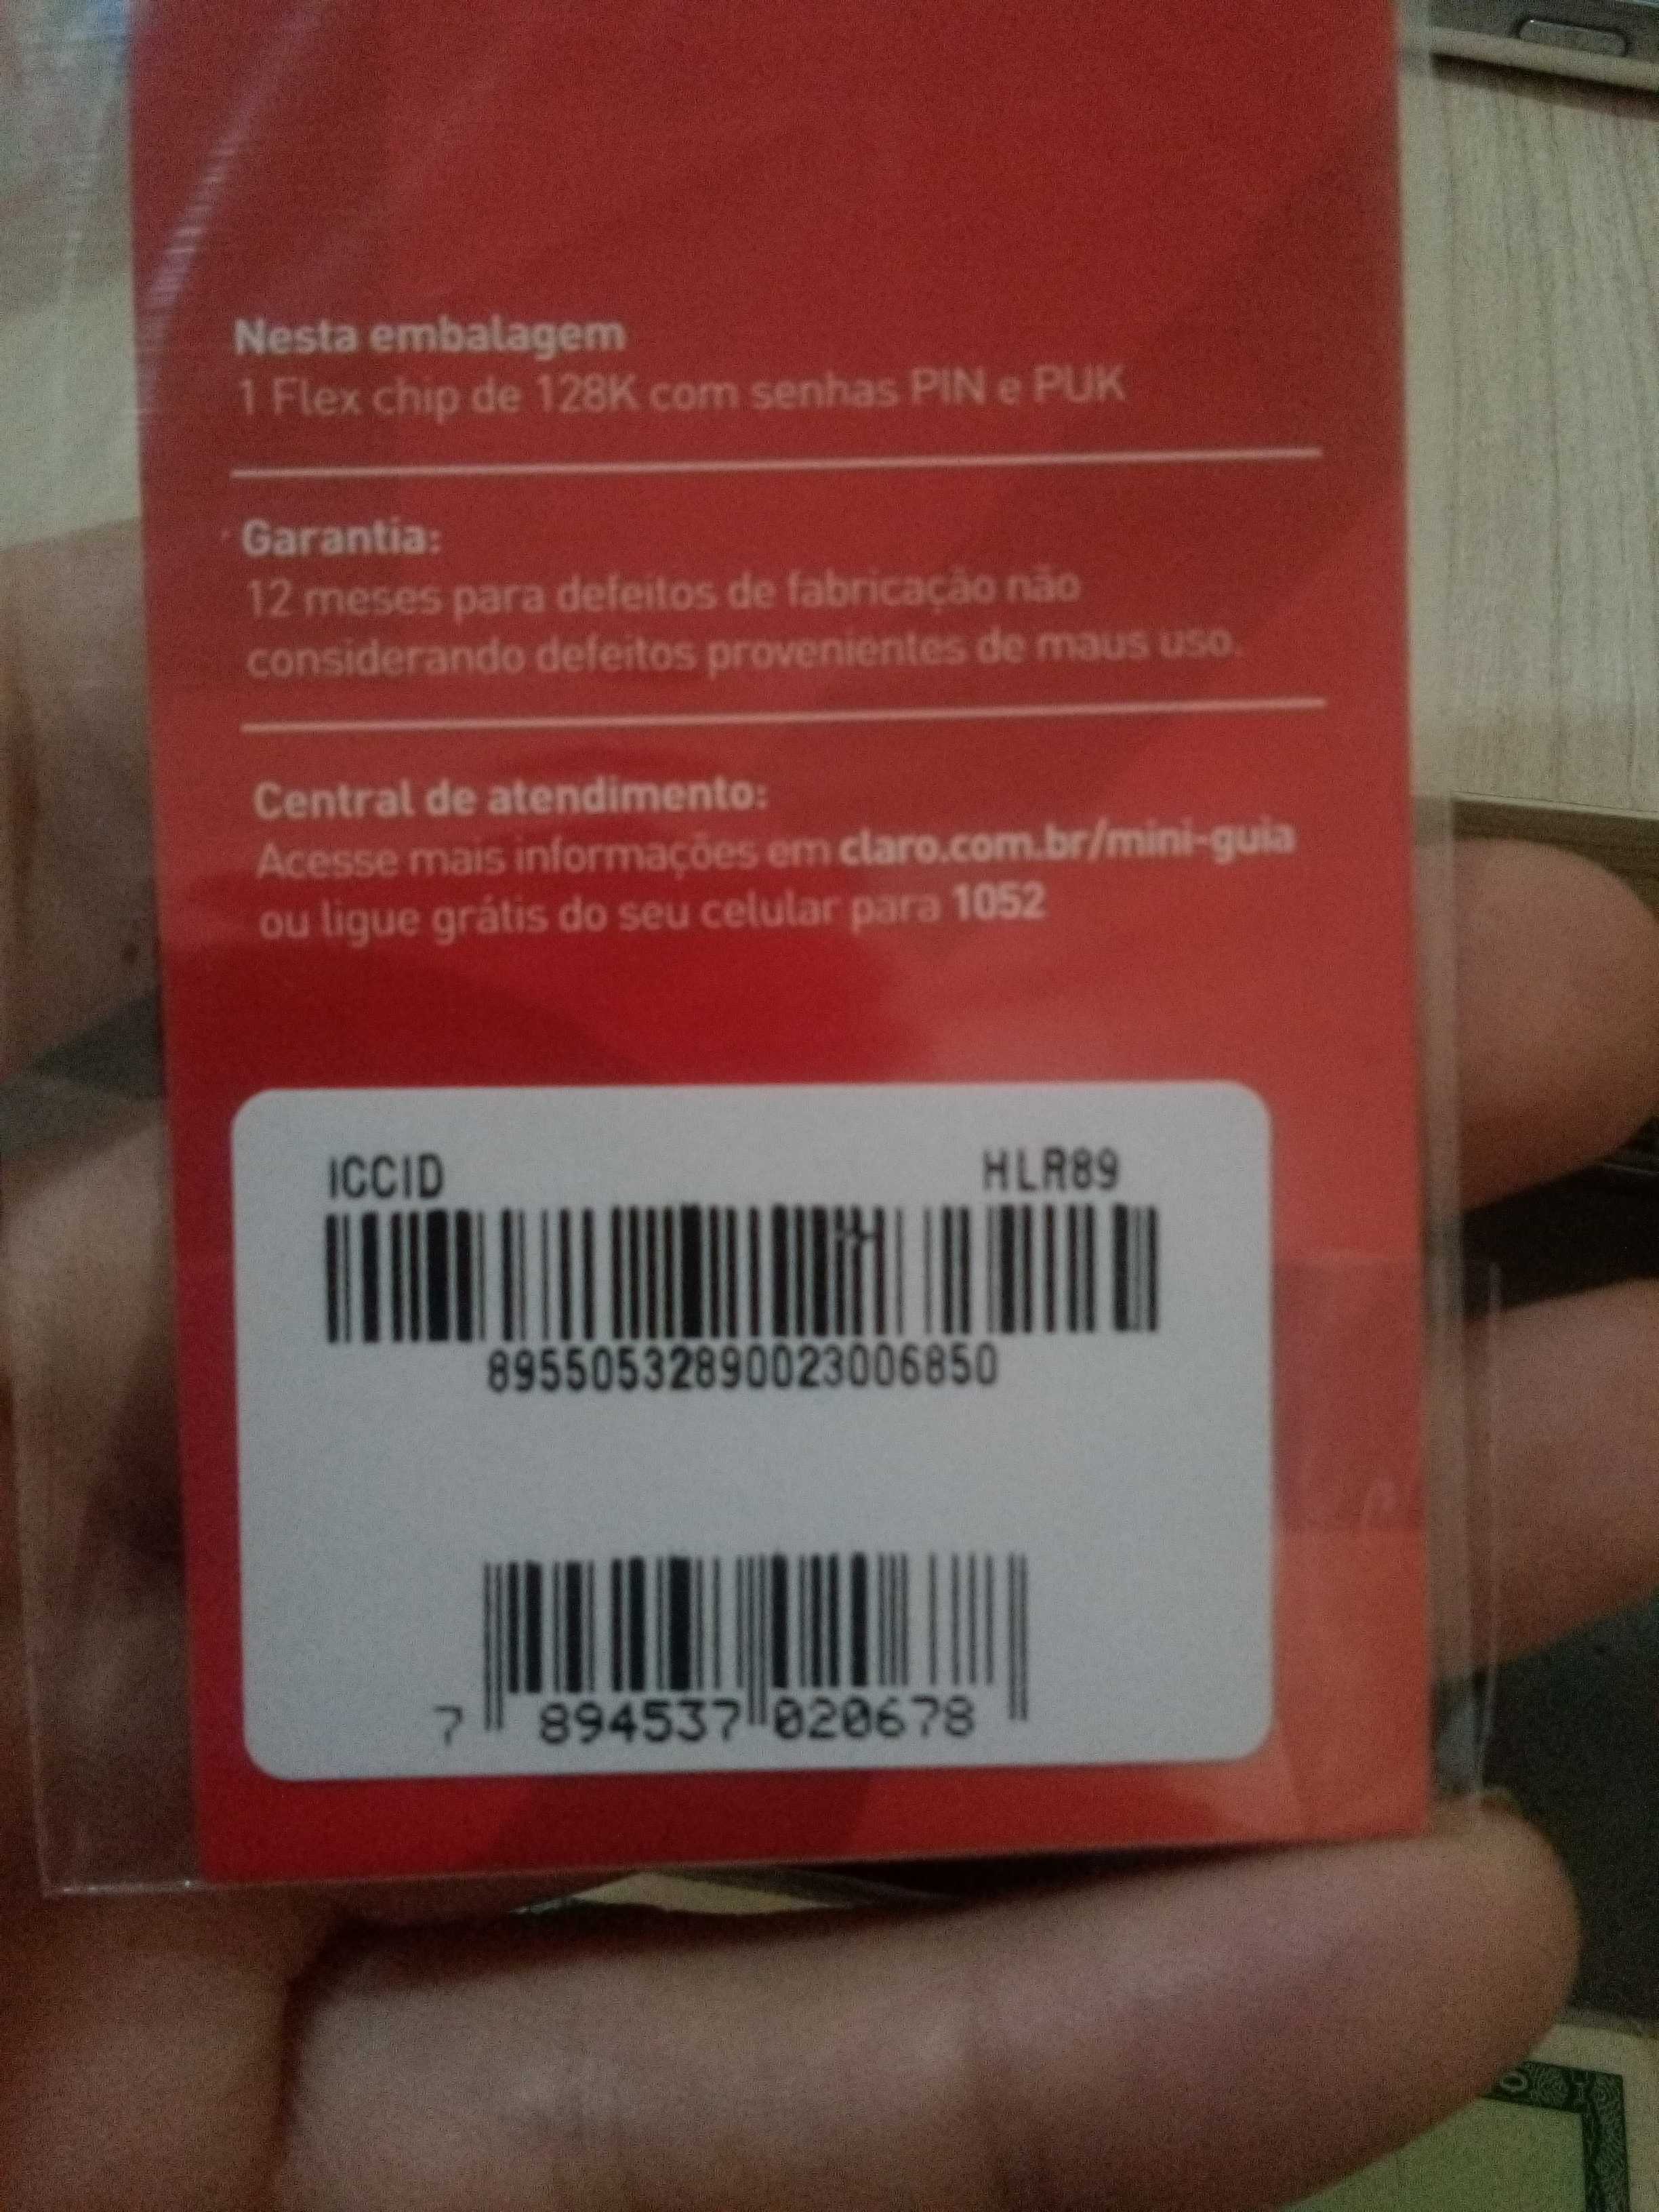 Nesta embalagem
1 Flex chip de 128K com senhas PIN e PUK
Garantia:
12 meses para defeitos de fabricação não
considerando defeitos provenientes de maus uso.
Central de atendimento:
Acesse mais informações em claro.com.br/mini-guia
ou ligue grátis do seu celular para 1052
ICCID HLR89
89550532890023006850
7 894537 020678